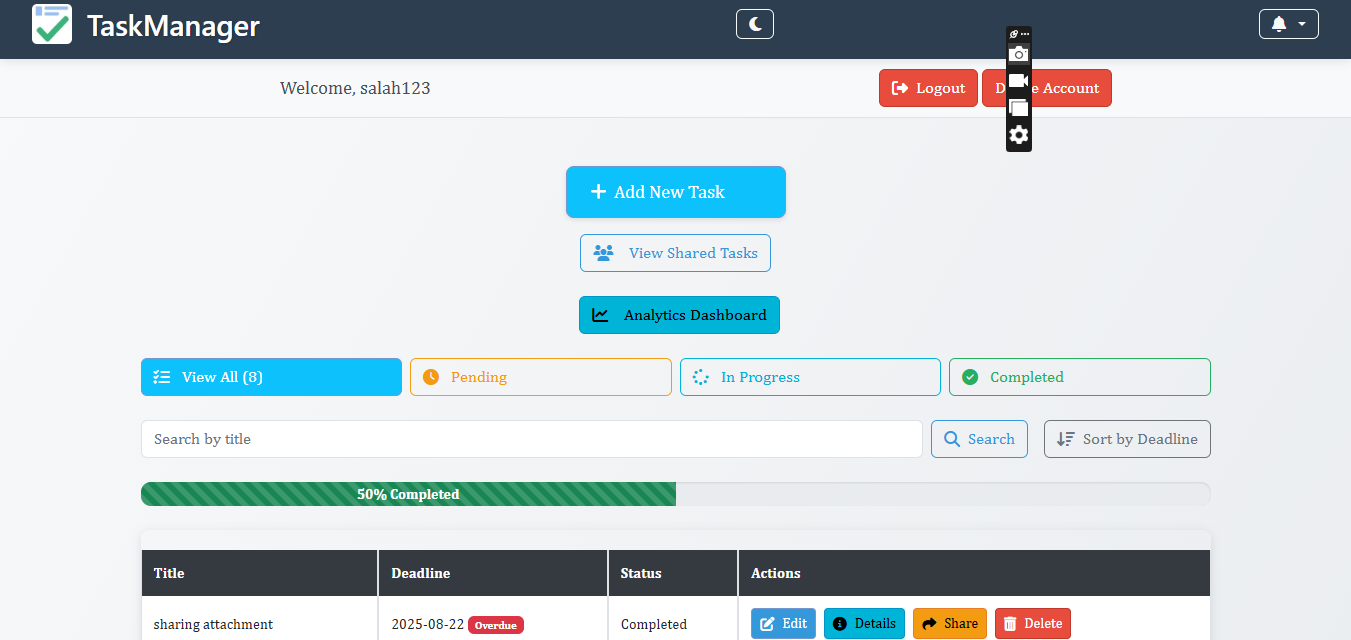 TaskManager
Welcome, salah123
Logout
D e Account
Add New Task
View Shared Tasks
Analytics Dashboard
View All (8) Pending In Progress Completed
Search by title Search Sort by Deadline
50% Completed
Title Deadline Status Actions
sharing attachment 2025-08-22 Overdue Completed Edit Details Share Delete